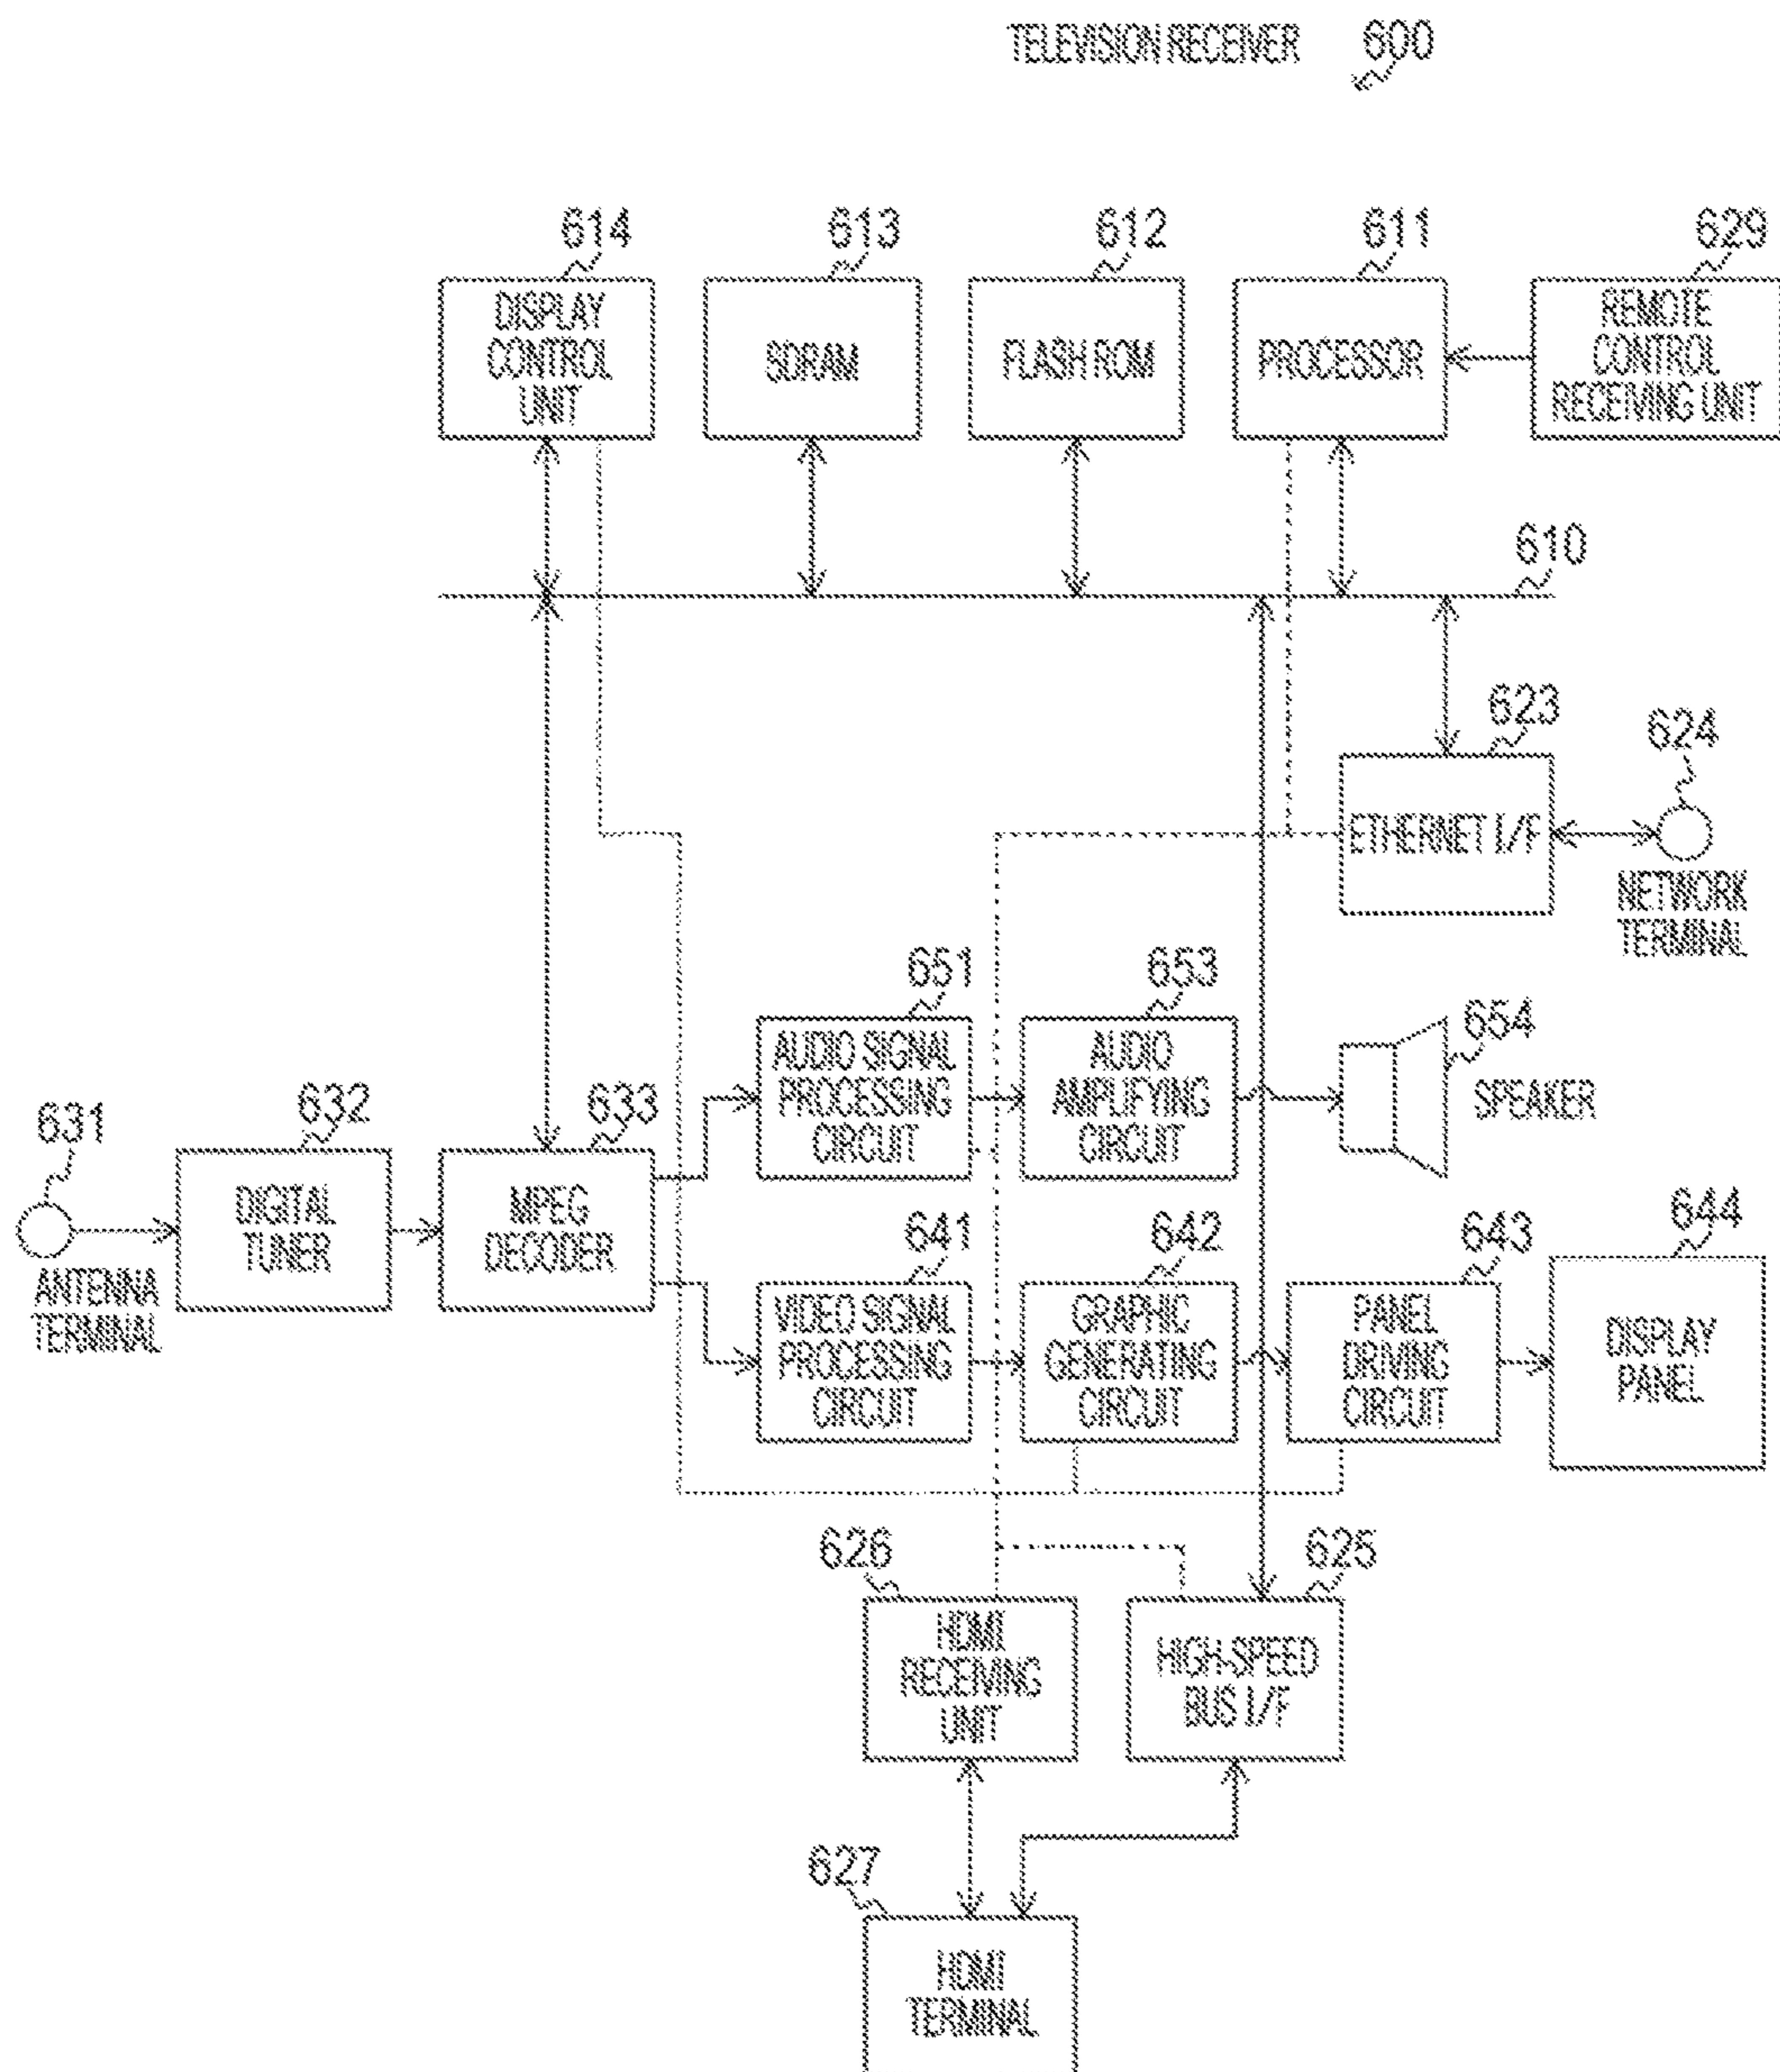 TELEVISION RECEIVER 600
614
613
612
611
629
DISPLAY
CONTROL
UNIT
SDRAM
FLASH ROM
PROCESSOR
REMOTE
CONTROL
RECEIVING UNIT
610
623
624
ETHERNET I/F
NETWORK
TERMINAL
651
653
654
AUDIO SIGNAL
PROCESSING
CIRCUIT
AUDIO
AMPLIFYING
CIRCUIT
SPEAKER
631
632
633
ANTENNA
TERMINAL
DIGITAL
TUNER
MPEG
DECODER
641
642
643
644
VIDEO SIGNAL
PROCESSING
CIRCUIT
GRAPHIC
GENERATING
CIRCUIT
PANEL
DRIVING
CIRCUIT
DISPLAY
PANEL
626
625
HDMI
RECEIVING
UNIT
HIGH-SPEED
BUS I/F
627
HDMI
TERMINAL